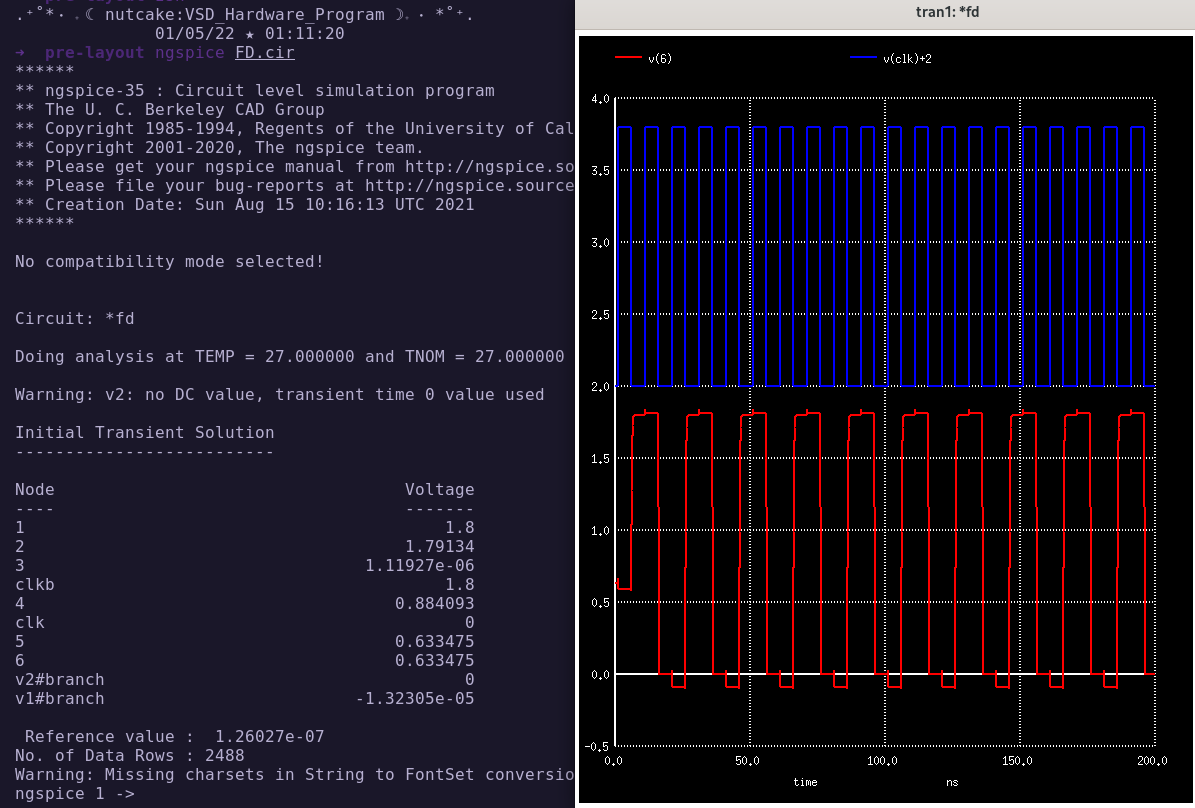 .⁺˚*･ ｡☾ nutcake:VSD_Hardware_Program ☽｡･ *˚⁺.
01/05/22 ★ 01:11:20
→ pre-layout ngspice FD.cir
******
** ngspice-35 : Circuit level simulation program
** The U. C. Berkeley CAD Group
** Copyright 1985-1994, Regents of the University of Cal
** Copyright 2001-2020, The ngspice team.
** Please get your ngspice manual from http://ngspice.so
** Please file your bug-reports at http://ngspice.source
** Creation Date: Sun Aug 15 10:16:13 UTC 2021
******
No compatibility mode selected!
Circuit: *fd
Doing analysis at TEMP = 27.000000 and TNOM = 27.000000
Warning: v2: no DC value, transient time 0 value used
Initial Transient Solution
--------------------------
Node Voltage
---- -------
1 1.8
2 1.79134
3 1.11927e-06
clkb 1.8
4 0.884093
clk 0
5 0.633475
6 0.633475
v2#branch 0
v1#branch -1.32305e-05
Reference value : 1.26027e-07
No. of Data Rows : 2488
Warning: Missing charsets in String to FontSet conversio
ngspice 1 ->
tran1: *fd
v(6) v(clk)+2
4.0
3.5
3.0
2.5
2.0
1.5
1.0
0.5
0.0
-0.5
0.0 50.0 100.0 150.0 200.0
time ns